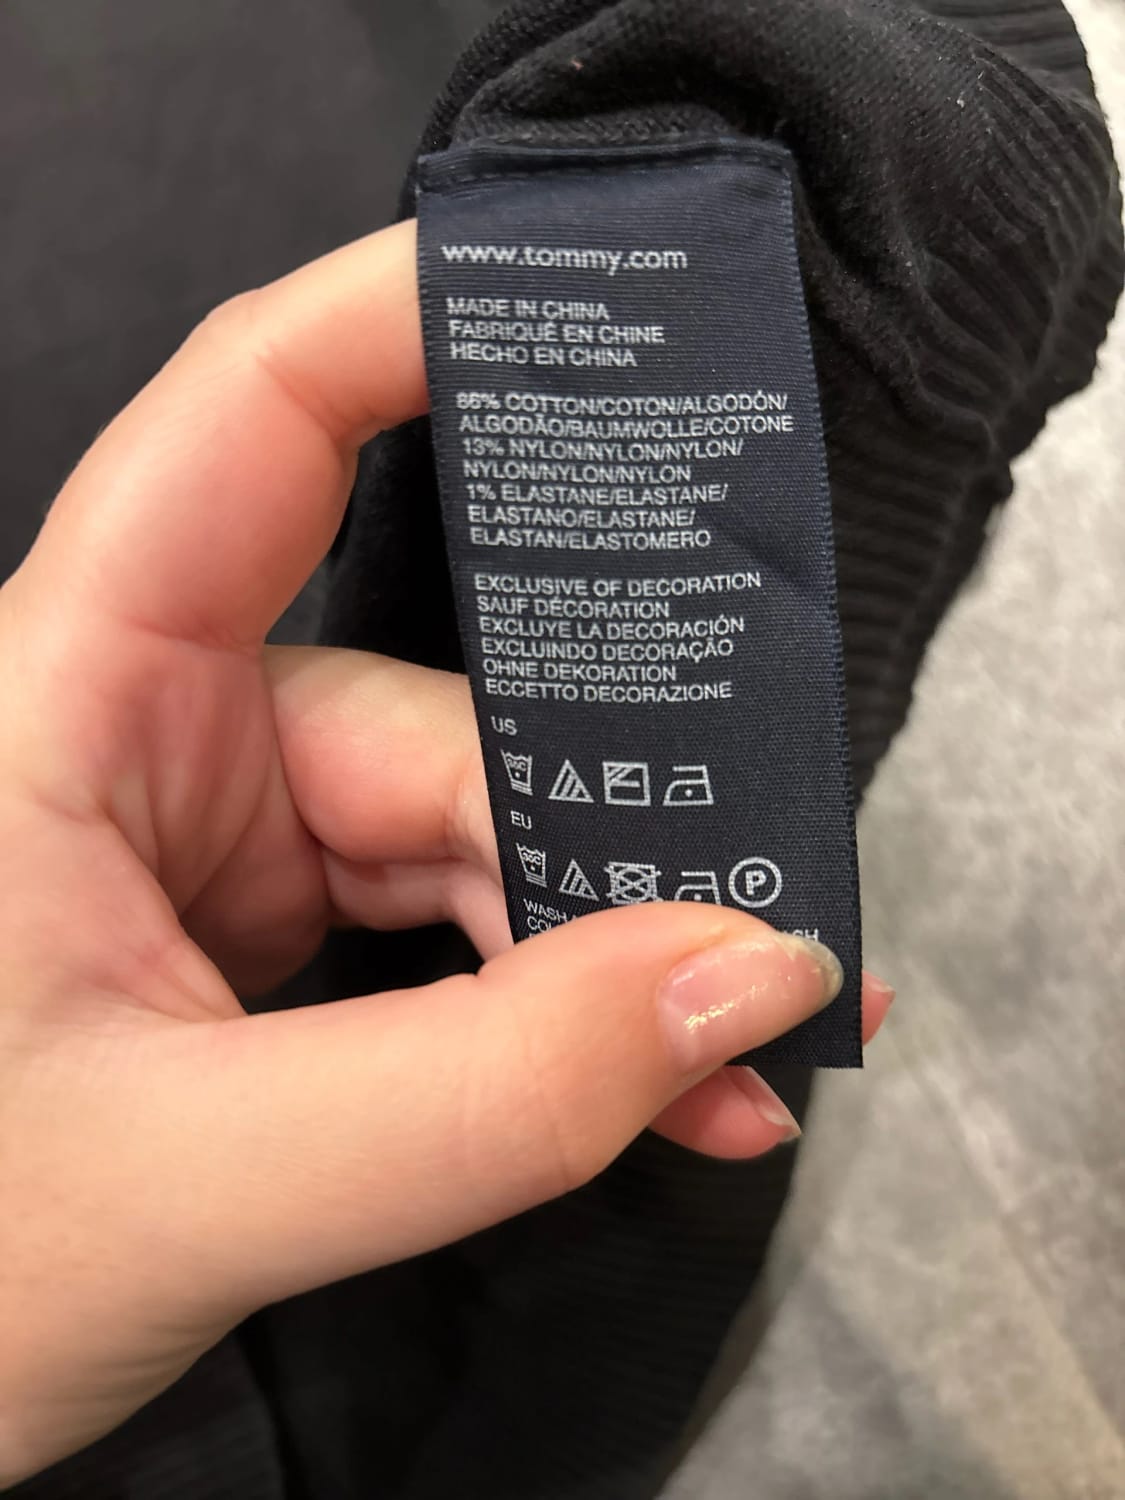 www.tommy.com
MADE IN CHINA
FABRIQUÉ EN CHINE
HECHO EN CHINA
86% COTTON/COTON/ALGODÓN/
ALGODÃO/BAUMWOLLE/COTONE
13% NYLON/NYLON/NYLON/
NYLON/NYLON/NYLON
1% ELASTANE/ELASTANE/
ELASTANO/ELASTANE/
ELASTAN/ELASTOMERO
EXCLUSIVE OF DECORATION
SAUF DÉCORATION
EXCLUYE LA DECORACIÓN
EXCLUINDO DECORAÇÃO
OHNE DEKORATION
ECCETTO DECORAZIONE
US
30C
EU
30C
P
WASH